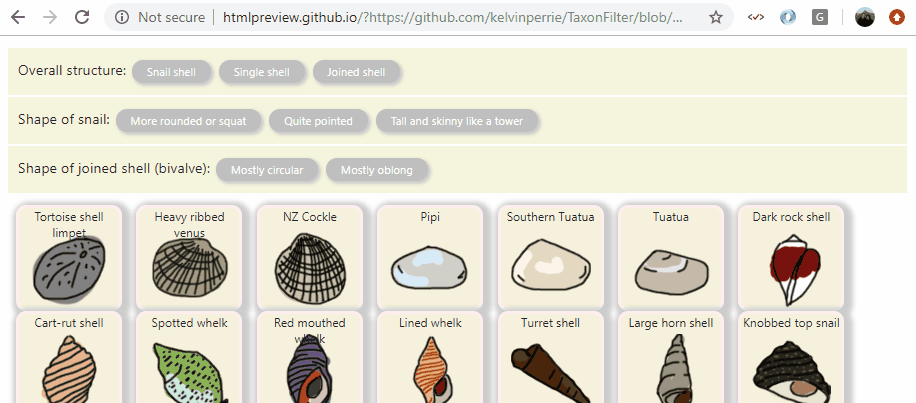 Not secure htmlpreview.github.io/?https://github.com/kelvinperrie/TaxonFilter/blob/...
G
Overall structure: Snail shell Single shell Joined shell
Shape of snail: More rounded or squat Quite pointed Tall and skinny like a tower
Shape of joined shell (bivalve): Mostly circular Mostly oblong
Tortoise shell
limpet
Heavy ribbed
venus
NZ Cockle
Pipi
Southern Tuatua
Tuatua
Dark rock shell
Cart-rut shell
Spotted whelk
Red mouthed
whelk
Lined whelk
Turret shell
Large horn shell
Knobbed top snail